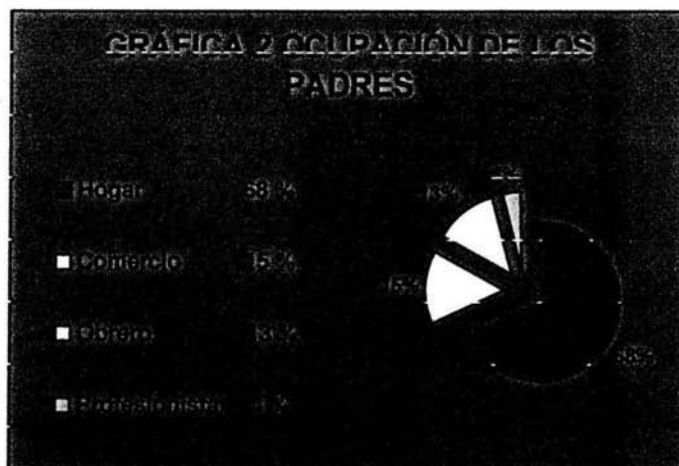 GRÁFICA 2 OCUPACIÓN DE LOS
PADRES
Hogar 68 %
Comercio 15 %
Obrero 13 %
Profesionista %
13%
15%
68%